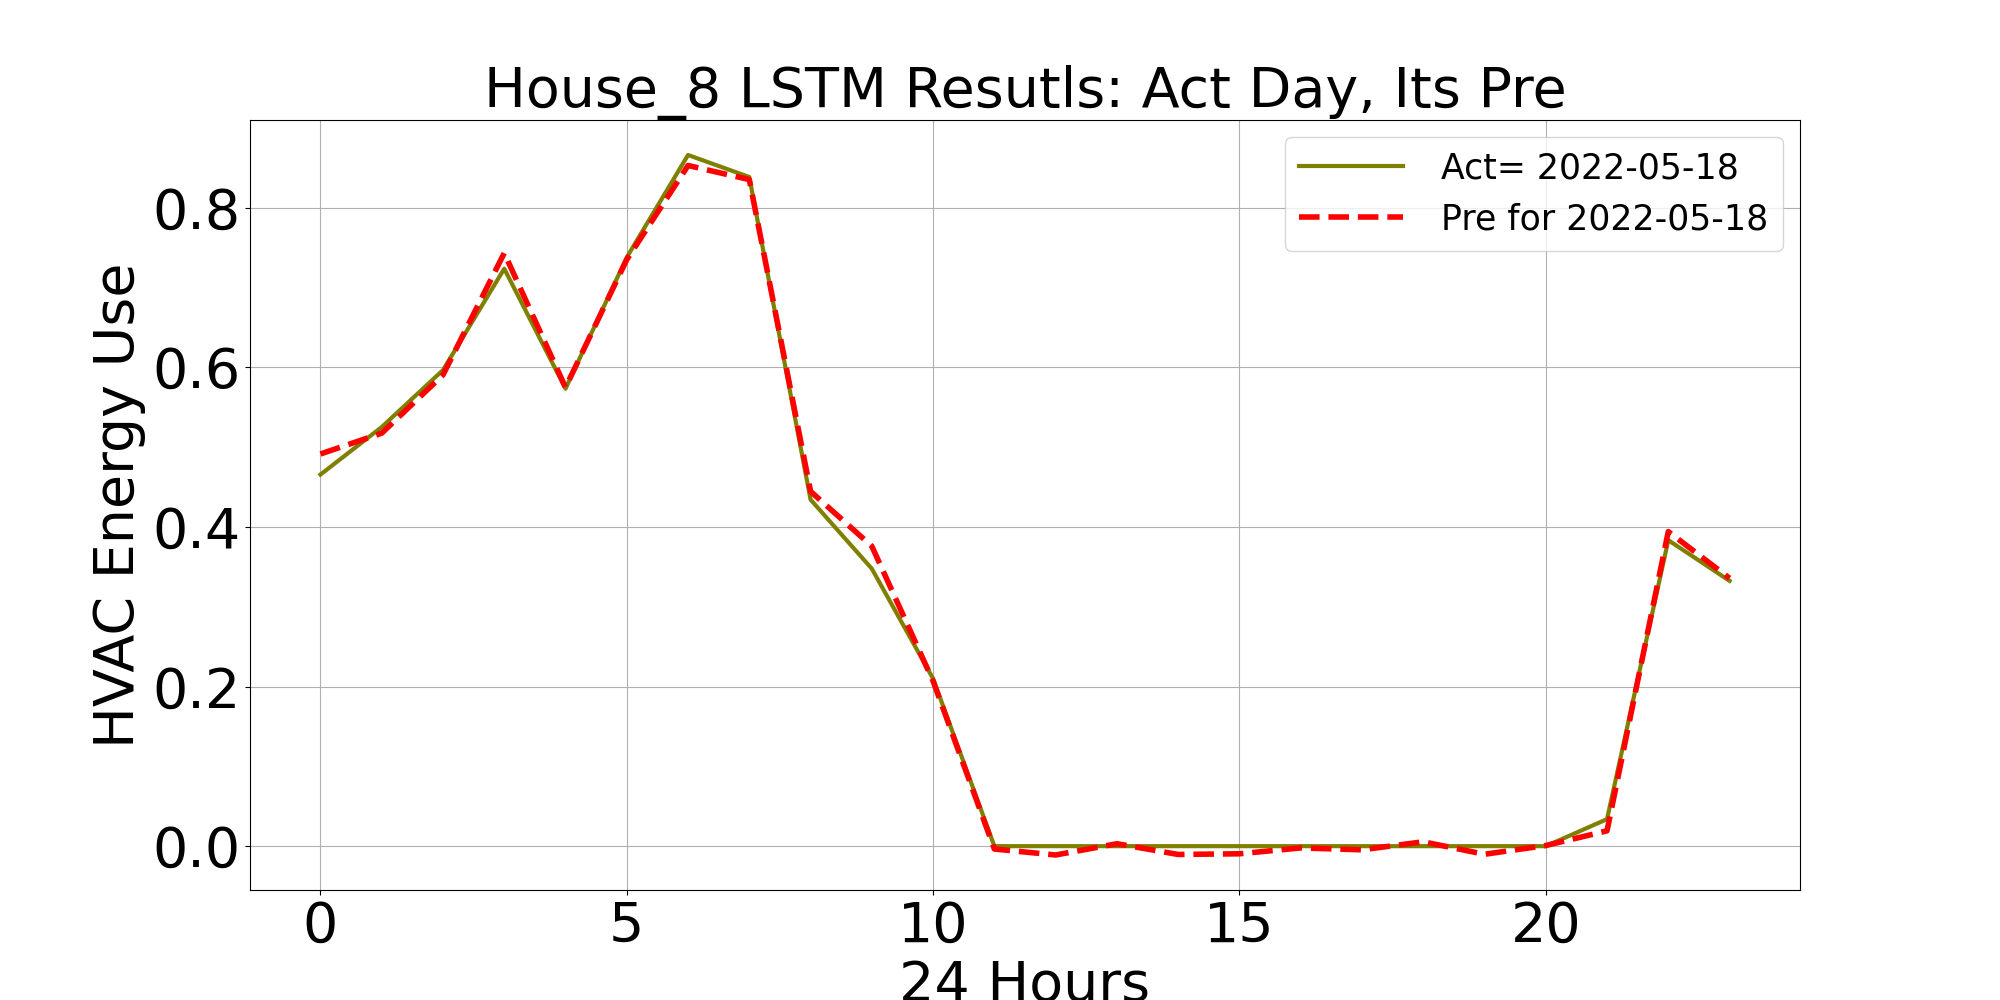 House_8 LSTM Resutls: Act Day, Its Pre
Act= 2022-05-18
Pre for 2022-05-18
HVAC Energy Use
0.8
0.6
0.4
0.2
0.0
0 5 10 15 20
24 Hours